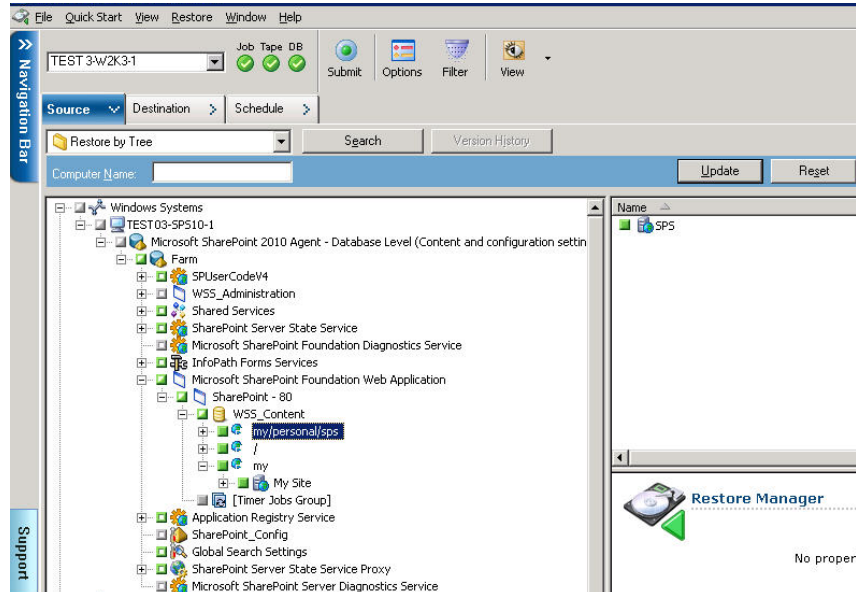 File Quick Start View Restore Window Help
Navigation Bar
TEST3-W2K3-1
Job Tape DB
Submit Options Filter View
Source Destination Schedule
Restore by Tree Search Version History
Computer Name: Update Reset
Windows Systems
TEST03-SPS10-1
Microsoft SharePoint 2010 Agent - Database Level (Content and configuration settin
Farm
SPUserCodeV4
WSS_Administration
Shared Services
SharePoint Server State Service
Microsoft SharePoint Foundation Diagnostics Service
InfoPath Forms Services
Microsoft SharePoint Foundation Web Application
SharePoint - 80
WSS_Content
my/personal/sps
/
my
My Site
[Timer Jobs Group]
Application Registry Service
SharePoint_Config
Global Search Settings
SharePoint Server State Service Proxy
Microsoft SharePoint Server Diagnostics Service
Name
SPS
Restore Manager
No proper
Support